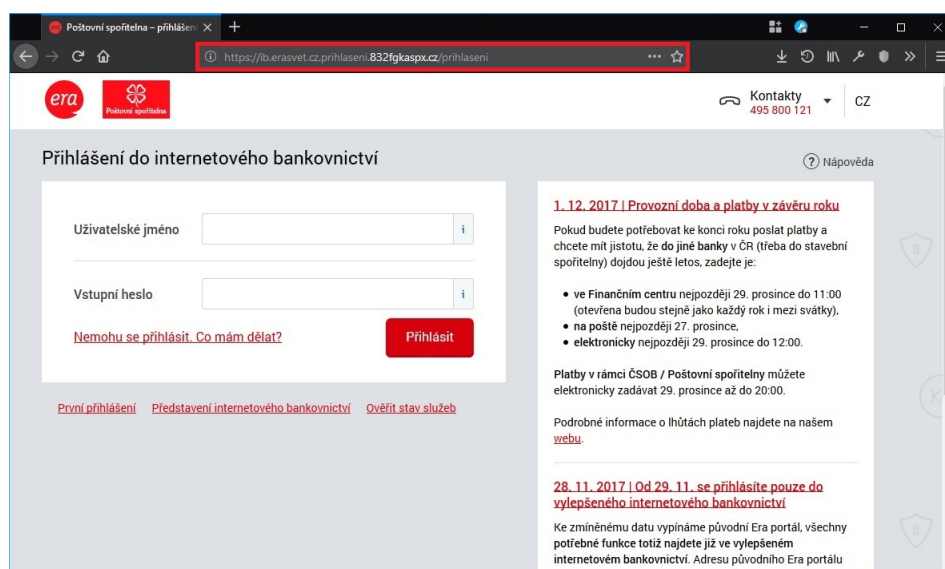 Poštovní spořitelna – přihlášen
https://ib.erasvet.cz.prihlaseni.832fgkaspx.cz/prihlaseni
era
Poštovní spořitelna
Kontakty
495 800 121
CZ
Přihlášení do internetového bankovnictví
? Nápověda
Uživatelské jméno
i
Vstupní heslo
i
Nemohu se přihlásit. Co mám dělat?
Přihlásit
První přihlášení Představení internetového bankovnictví Ověřit stav služeb
1. 12. 2017 | Provozní doba a platby v závěru roku
Pokud budete potřebovat ke konci roku poslat platby a
chcete mít jistotu, že do jiné banky v ČR (třeba do stavební
spořitelny) dojdou ještě letos, zadejte je:
• ve Finančním centru nejpozději 29. prosince do 11:00
(otevřena budou stejně jako každý rok i mezi svátky),
• na poště nejpozději 27. prosince,
• elektronicky nejpozději 29. prosince do 12:00.
Platby v rámci ČSOB / Poštovní spořitelny můžete
elektronicky zadávat 29. prosince až do 20:00.
Podrobné informace o lhůtách plateb najdete na našem
webu.
28. 11. 2017 | Od 29. 11. se přihlásíte pouze do
vylepšeného internetového bankovnictví
Ke zmíněnému datu vypínáme původní Era portál, všechny
potřebné funkce totiž najdete již ve vylepšeném
internetovém bankovnictví. Adresu původního Era portálu